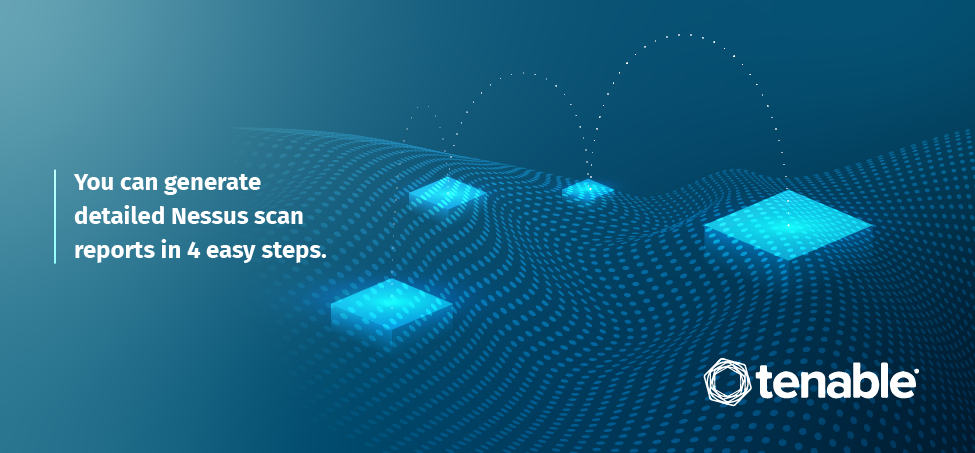 You can generate
detailed Nessus scan
reports in 4 easy steps.
tenable